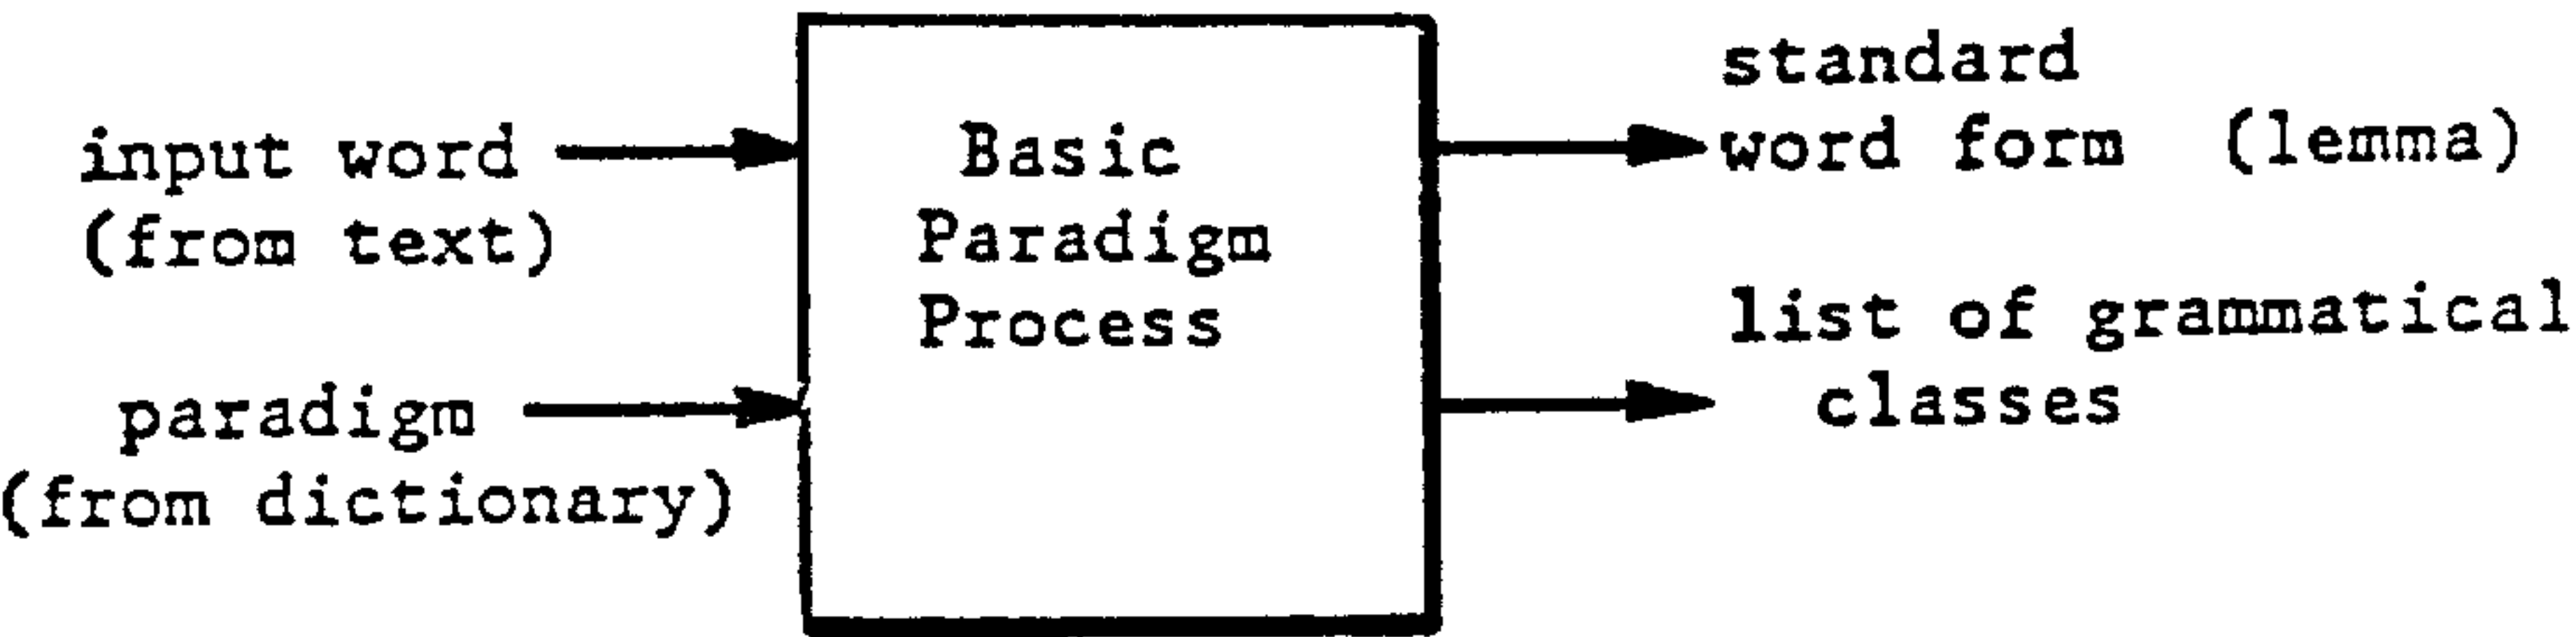 input word
(from text)
paradigm
(from dictionary)
Basic
Paradigm
Process
standard
word form (lemma)
list of grammatical
classes